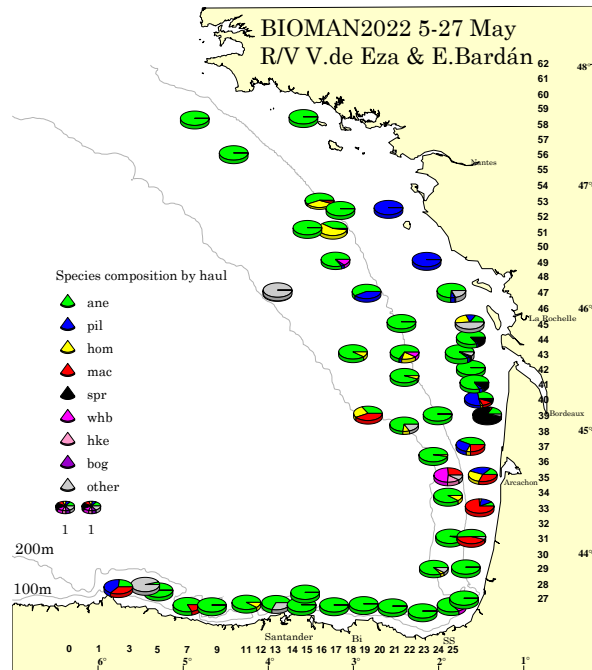 BIOMAN2022 5-27 May
R/V V.de Eza & E.Bardán
62
48°
61
60
59
58
57
56
Nantes
55
54
47°
53
52
51
50
49
48
Species composition by haul
47
ane
46
pil
La Rochelle
45
hom
44
mac
43
spr
42
whb
41
hke
40
bog
39
Bordeaux
other
38
45°
1 1
37
36
35
Arcachon
34
33
32
31
200m
44°
30
29
28
100m
27
Santander Bi SS
0 1 3 5 7 9 11 12 13 14 15 16 17 18 19 20 21 22 23 24 25
6° 5° 4° 3° 2° 1°